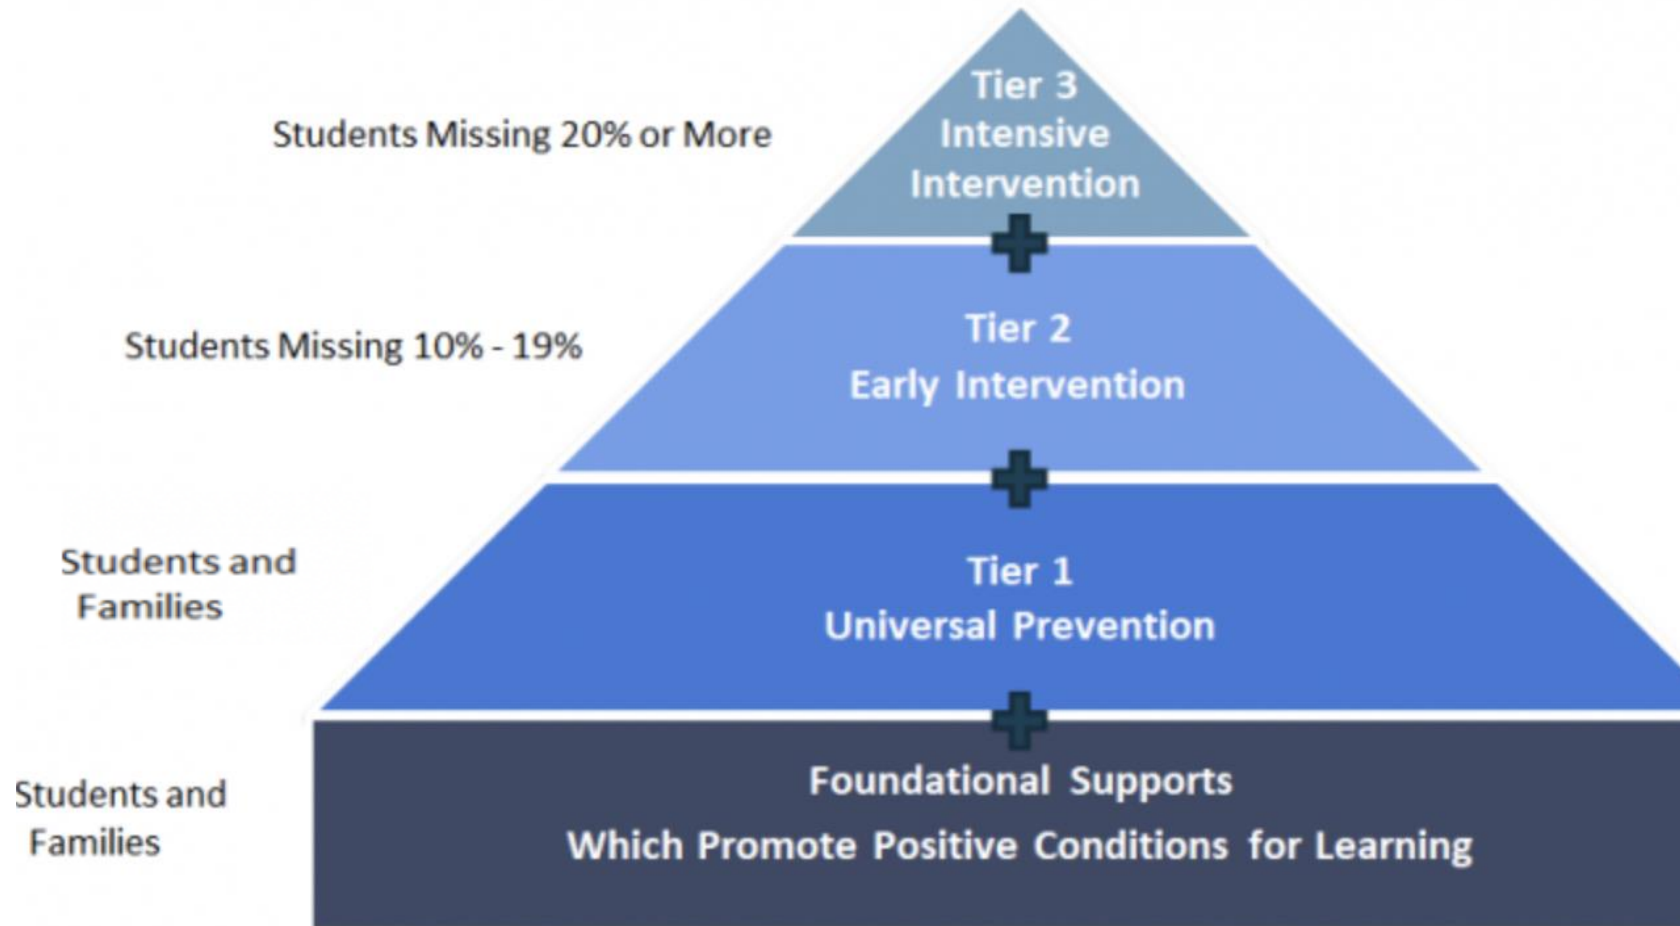 Tier 3
Intensive
Intervention
Students Missing 20% or More
Tier 2
Early Intervention
Students Missing 10% - 19%
Tier 1
Universal Prevention
Students and
Families
Foundational Supports
Which Promote Positive Conditions for Learning
Students and
Families